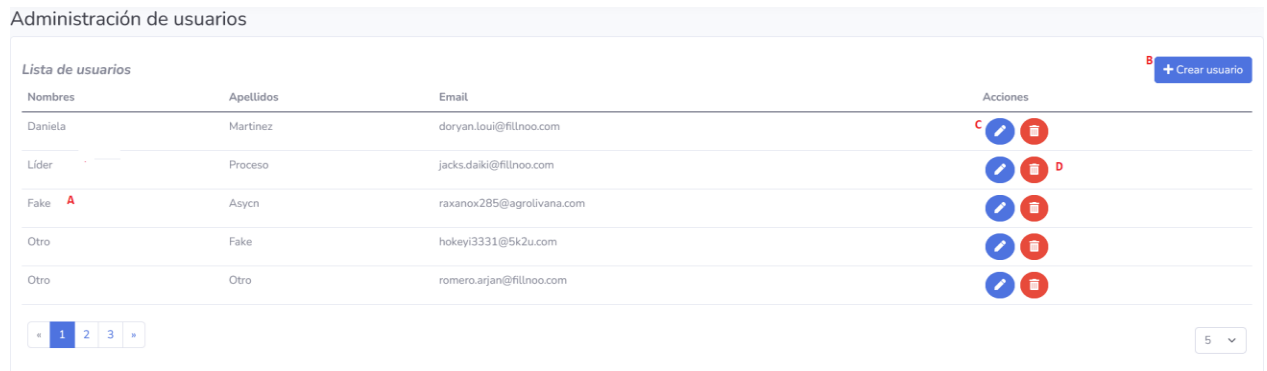 Administración de usuarios
Lista de usuarios B + Crear usuario
Nombres Apellidos Email Acciones
Daniela Martinez doryan.loui@fillnoo.com C
Líder Proceso jacks.daiki@fillnoo.com D
Fake A Asycn raxanox285@agrolivana.com
Otro Fake hokeyi3331@5k2u.com
Otro Otro romero.arjan@fillnoo.com
« 1 2 3 » 5